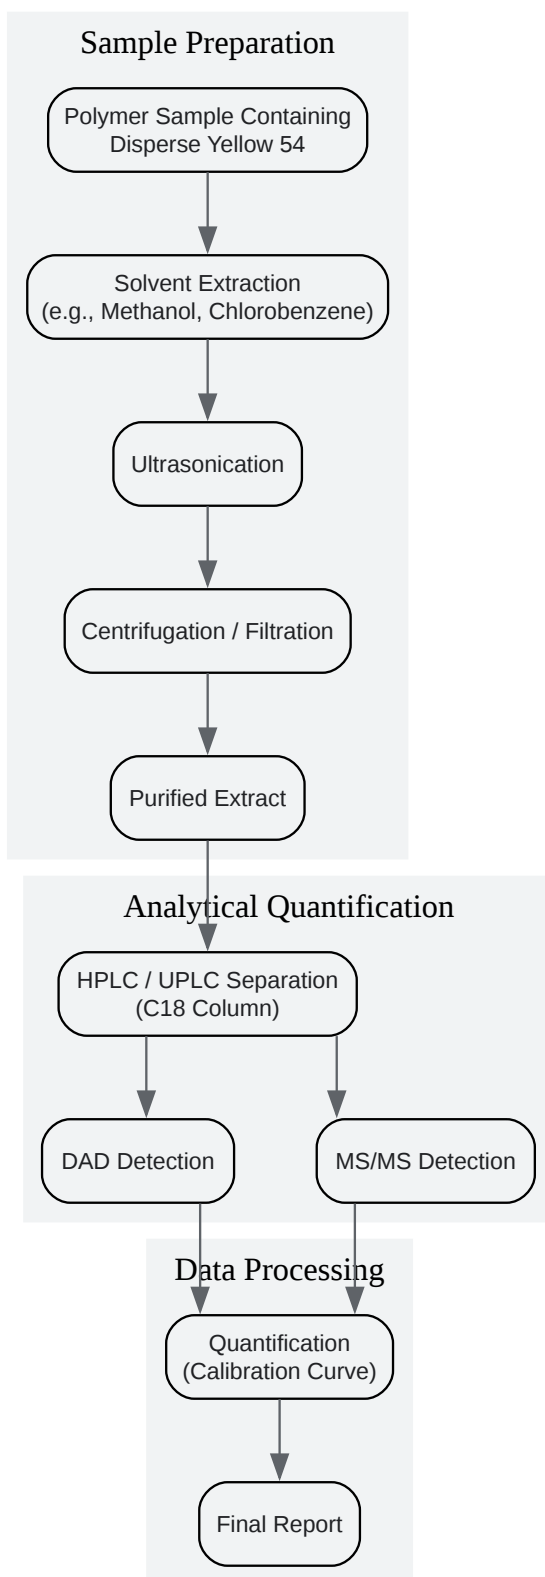 Sample Preparation
Polymer Sample Containing
Disperse Yellow 54
Solvent Extraction
(e.g., Methanol, Chlorobenzene)
Ultrasonication
Centrifugation / Filtration
Purified Extract
Analytical Quantification
HPLC / UPLC Separation
(C18 Column)
DAD Detection
MS/MS Detection
Data Processing
Quantification
(Calibration Curve)
Final Report